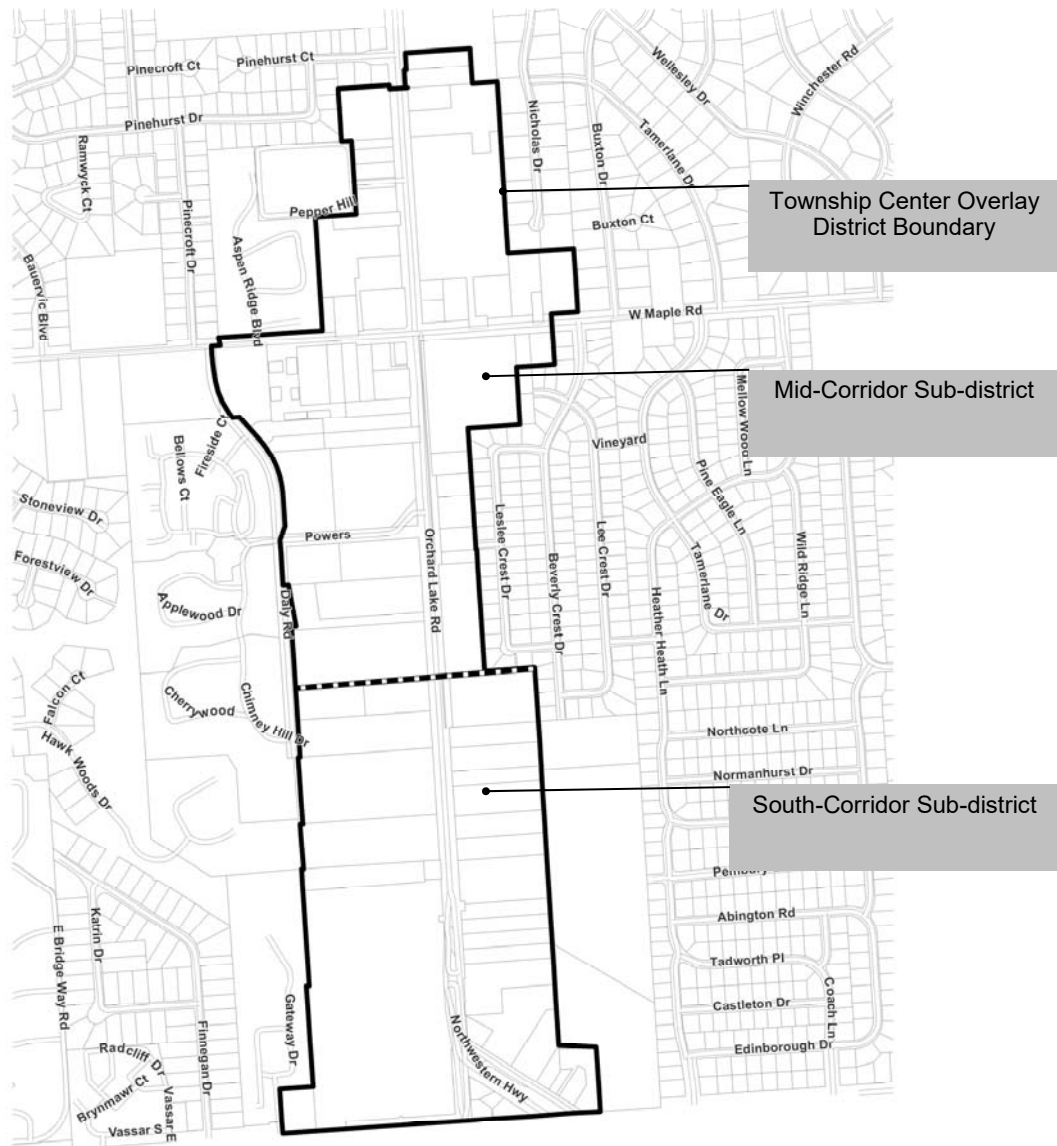 Pinecroft Ct
Pinehurst Ct
Wellesley Dr
Winchester Rd
Pinehurst Dr
Nicholas Dr
Buxton Dr
Tamerlane Dr
Ramwyck Ct
Pinecroft Dr
Pepper Hill
Buxton Ct
Township Center Overlay
District Boundary
Aspen Ridge Blvd
Bauervic Blvd
W Maple Rd
Mid-Corridor Sub-district
Mellow Wood Ln
Fireside C
Bellows Ct
Vineyard
Pine Eagle Ln
Stoneview Dr
Powers
Orchard Lake Rd
Leslee Crest Dr
Lee Crest Dr
Beverly Crest Dr
Tamerlane Dr
Wild Ridge Ln
Forestview Dr
Applewood Dr
Daly Rd
Heather Heath Ln
Falcon Ct
Cherrywood
Chimney Hill Dr
Northcote Ln
Hawk Woods Dr
Normanhurst Dr
South-Corridor Sub-district
Abington Rd
Katrin Dr
E Bridge Way Rd
Tadworth Pl
Castleton Dr
Coach Ln
Gateway Dr
Finnegan Dr
Northwestern Hwy
Edinborough Dr
Radcliff Dr
Brynmawr Ct
Vassar E
Vassar S